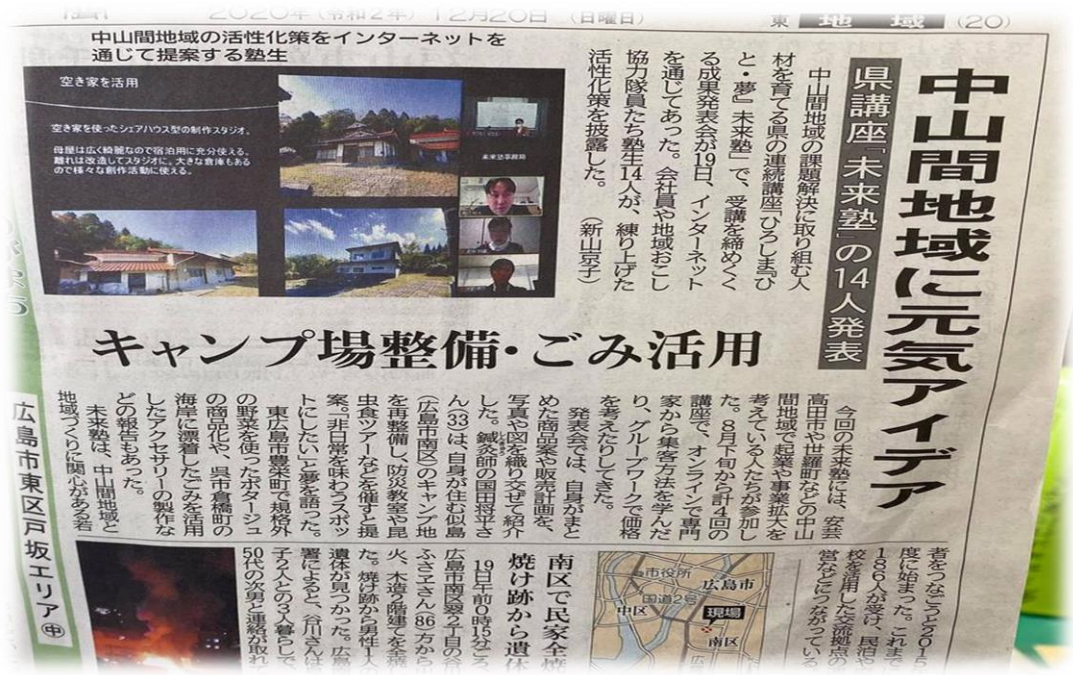 2020年(令和2年)12月20日(日曜日)
東
地域
(20)
中山間地域に元気アイデア
県講座「未来塾」の14人発表
中山間地域の課題解決に取り組む人
材を育てる県の連続講座「ひろしま『ひ
と・夢』未来塾」で、受講を締めくく
る成果発表会が19日、インターネット
を通じてあった。会社員や地域おこし
協力隊員たち塾生14人が、練り上げた
活性化策を披露した。(新山京子)
中山間地域の活性化策をインターネットを
通じて提案する塾生
空き家を活用
空き家を使ったシェアハウス型の制作スタジオ。
母屋は広く綺麗なので宿泊用に充分使える。
離れは改造してスタジオに。大きな倉庫もある
ので様々な創作活動に使える。
未来塾事務局
キャンプ場整備・ごみ活用
今回の未来塾には、安芸
高田市や世羅町などの中山
間地域で起業や事業拡大を
考えている人たちが参加し
た。8月下旬から計4回の
講座で、オンラインで専門
家から集客方法を学んだ
り、グループワークで価格
を考えたりしてきた。
発表会では、自身がまと
めた商品案や販売計画を、
写真や図を織り交ぜて紹介
した。鍼灸師の国田将平さ
ん(33)は、自身が住む似島
(広島市南区)のキャンプ地
を再整備し、防災教室や昆
虫食ツアーなどを催すと提
案。「非日常を味わうスポッ
トにしたい」と夢を語った。
東広島市豊栄町で規格外
の野菜を使ったポタージュ
の商品化や、呉市倉橋町の
海岸に漂着したごみを活用
したアクセサリーの製作な
どの報告もあった。
未来塾は、中山間地域と
地域づくりに関心がある若
者をつなごうと2015
度に始まった。これまで
186人が受け、民泊や
校を活用した交流拠点の
営などにつながっている
広島市東区戸坂エリア㊥
南区で民家全焼
焼け跡から遺体
19日午前0時15分ごろ
広島市南区翠2丁目の谷
ふさヱさん(86)方から
火、木造2階建てを全焼
た。焼け跡から男性1人
遺体が見つかった。広島
署によると、谷川さんは
子2人との3人暮らしで、
50代の次男と連絡が取れて
市役所
広島市
国道2号
中区
現場
南区